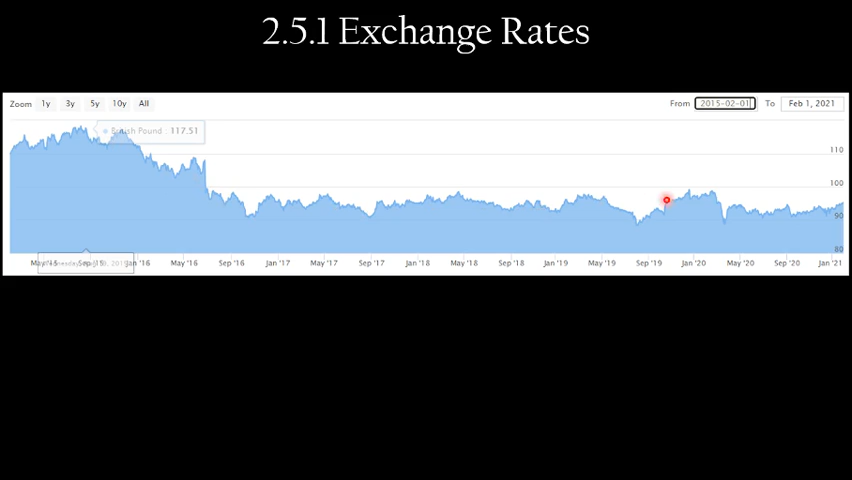 2.5.1 Exchange Rates
Zoom 1y 3y 5y 10y All From 2015-02-01 To Feb 1, 2021
British Pound : 117.51
110
100
90
80
May '16 Sep '16 Jan '17 May '17 Sep '17 Jan '18 May '18 Sep '18 Jan '19 May '19 Sep '19 Jan '20 May '20 Sep '20 Jan '21